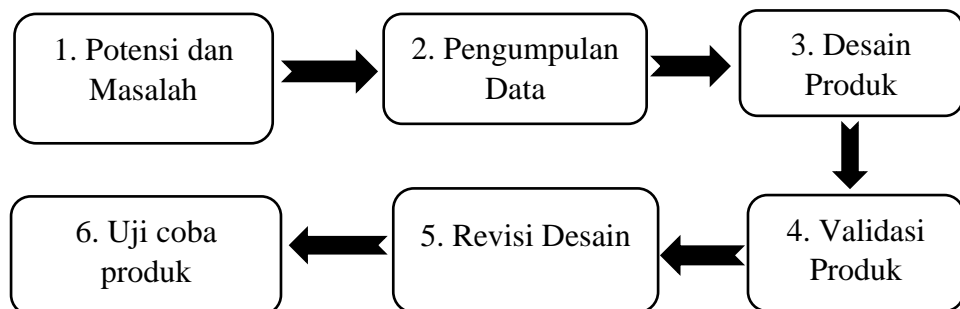 1. Potensi dan
Masalah
2. Pengumpulan
Data
3. Desain
Produk
4. Validasi
Produk
5. Revisi Desain
6. Uji coba
produk